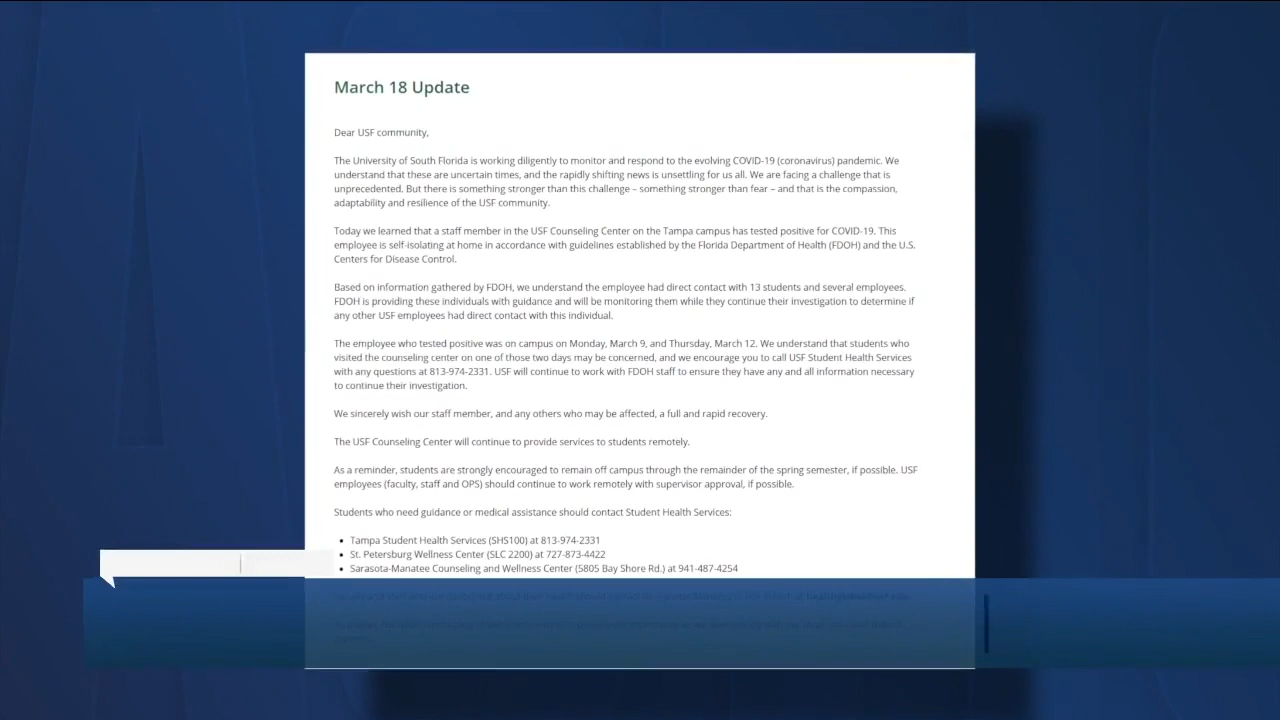 March 18 Update
Dear USF community,
The University of South Florida is working diligently to monitor and respond to the evolving COVID-19 (coronavirus) pandemic. We
understand that these are uncertain times, and the rapidly shifting news is unsettling for us all. We are facing a challenge that is
unprecedented. But there is something stronger than this challenge – something stronger than fear – and that is the compassion,
adaptability and resilience of the USF community.
Today we learned that a staff member in the USF Counseling Center on the Tampa campus has tested positive for COVID-19. This
employee is self-isolating at home in accordance with guidelines established by the Florida Department of Health (FDOH) and the U.S.
Centers for Disease Control.
Based on information gathered by FDOH, we understand the employee had direct contact with 13 students and several employees.
FDOH is providing these individuals with guidance and will be monitoring them while they continue their investigation to determine if
any other USF employees had direct contact with this individual.
The employee who tested positive was on campus on Monday, March 9, and Thursday, March 12. We understand that students who
visited the counseling center on one of those two days may be concerned, and we encourage you to call USF Student Health Services
with any questions at 813-974-2331. USF will continue to work with FDOH staff to ensure they have any and all information necessary
to continue their investigation.
We sincerely wish our staff member, and any others who may be affected, a full and rapid recovery.
The USF Counseling Center will continue to provide services to students remotely.
As a reminder, students are strongly encouraged to remain off campus through the remainder of the spring semester, if possible. USF
employees (faculty, staff and OPS) should continue to work remotely with supervisor approval, if possible.
Students who need guidance or medical assistance should contact Student Health Services:
• Tampa Student Health Services (SHS100) at 813-974-2331
• St. Petersburg Wellness Center (SLC 2200) at 727-873-4422
• Sarasota-Manatee Counseling and Wellness Center (5805 Bay Shore Rd.) at 941-487-4254